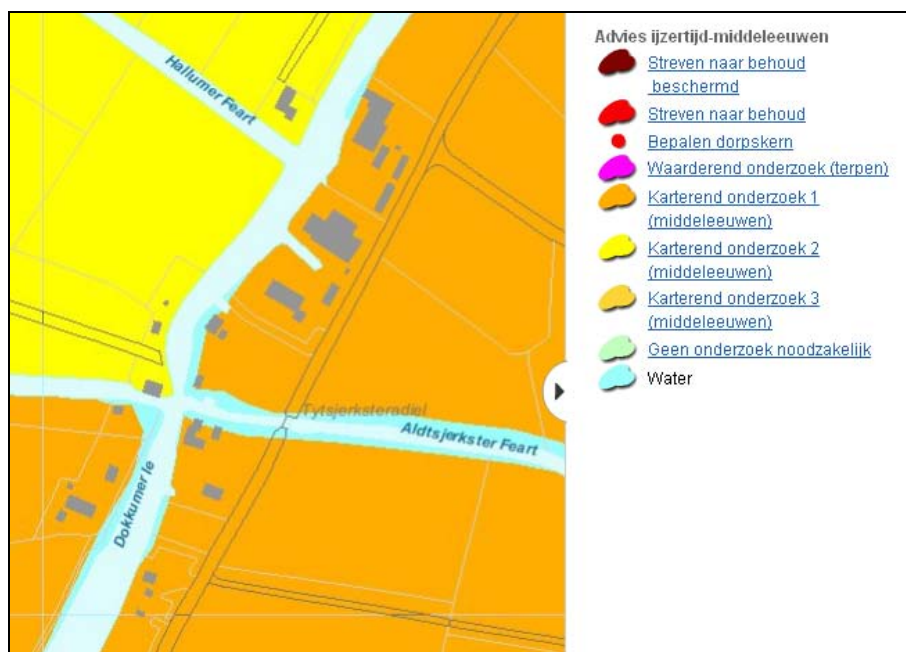 Hallumer Feart
Tytsjerksteradiel
Aldtsjerkster Feart
Dokkumer Ie
Advies ijzertijd-middeleeuwen
Streven naar behoud
beschermd
Streven naar behoud
Bepalen dorpskern
Waarderend onderzoek (terpen)
Karterend onderzoek 1
(middeleeuwen)
Karterend onderzoek 2
(middeleeuwen)
Karterend onderzoek 3
(middeleeuwen)
Geen onderzoek noodzakelijk
Water